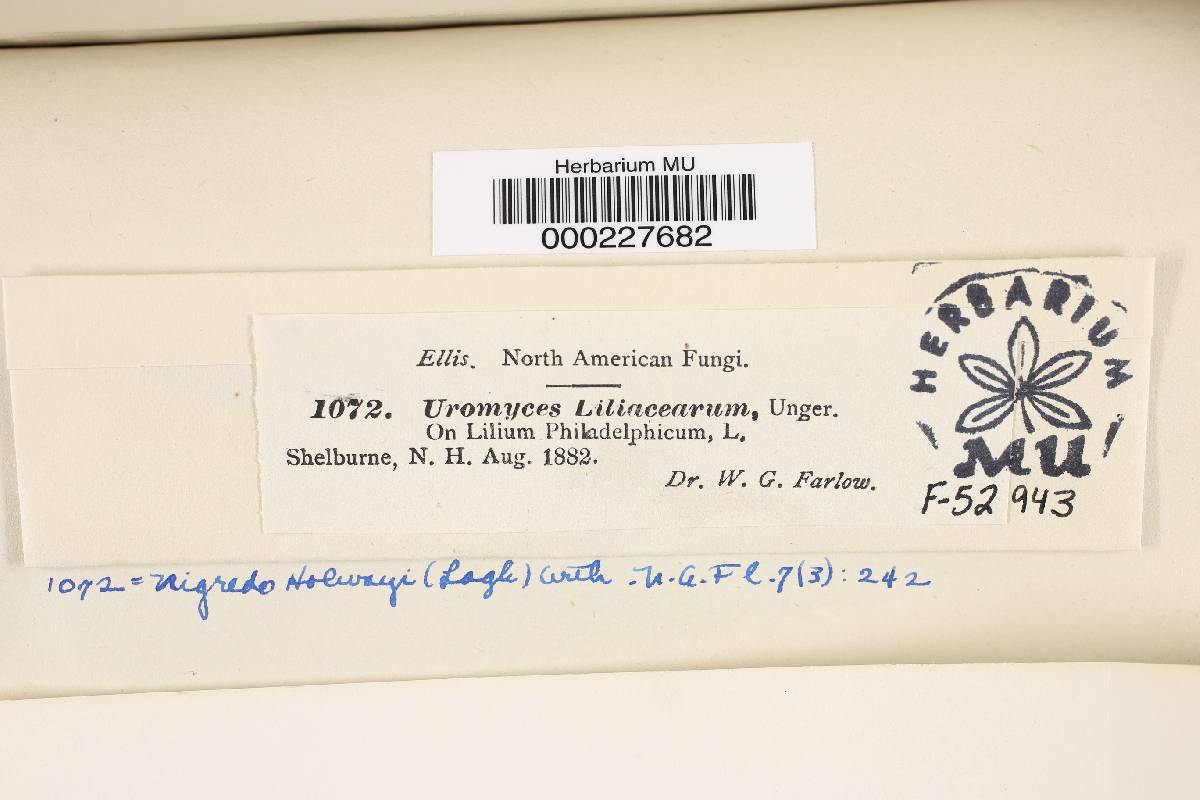 Herbarium MU
000227682
HERBARIUM
MU
F-52943
Ellis. North American Fungi.
1072. Uromyces Liliacearum, Unger.
On Lilium Philadelphicum, L.
Shelburne, N. H. Aug. 1882.
Dr. W. G. Farlow.
1072 = Nigredo Holwayi (Lagh) Arth. N.A.Fl. 7(3): 242